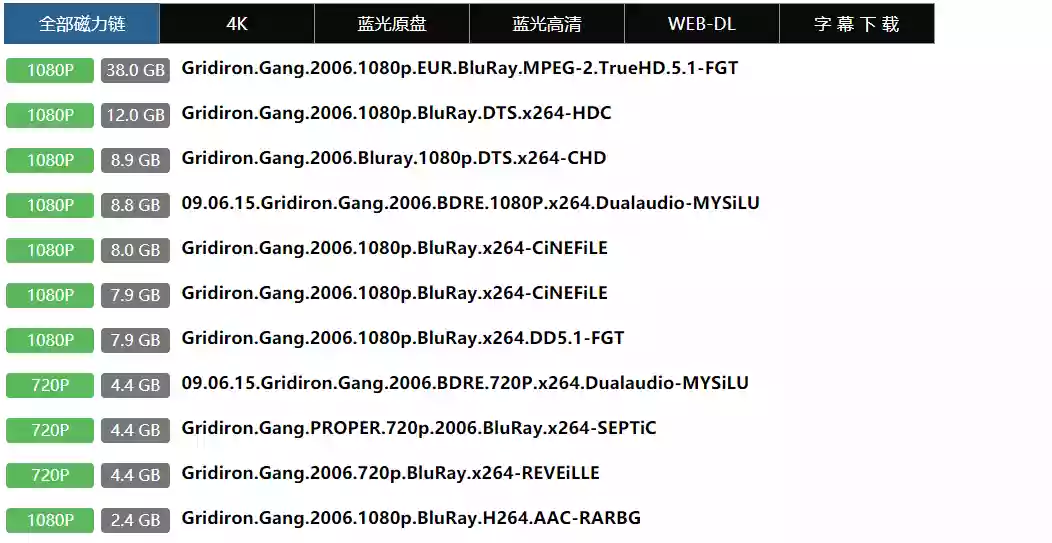 全部磁力链 4K 蓝光原盘 蓝光高清 WEB-DL 字幕下载
1080P 38.0 GB Gridiron.Gang.2006.1080p.EUR.BluRay.MPEG-2.TrueHD.5.1-FGT
1080P 12.0 GB Gridiron.Gang.2006.1080p.BluRay.DTS.x264-HDC
1080P 8.9 GB Gridiron.Gang.2006.Bluray.1080p.DTS.x264-CHD
1080P 8.8 GB 09.06.15.Gridiron.Gang.2006.BDRE.1080P.x264.Dualaudio-MYSiLU
1080P 8.0 GB Gridiron.Gang.2006.1080p.BluRay.x264-CiNEFiLE
1080P 7.9 GB Gridiron.Gang.2006.1080p.BluRay.x264-CiNEFiLE
1080P 7.9 GB Gridiron.Gang.2006.1080p.BluRay.x264.DD5.1-FGT
720P 4.4 GB 09.06.15.Gridiron.Gang.2006.BDRE.720P.x264.Dualaudio-MYSiLU
720P 4.4 GB Gridiron.Gang.PROPER.720p.2006.BluRay.x264-SEPTiC
720P 4.4 GB Gridiron.Gang.2006.720p.BluRay.x264-REVEiLLE
1080P 2.4 GB Gridiron.Gang.2006.1080p.BluRay.H264.AAC-RARBG